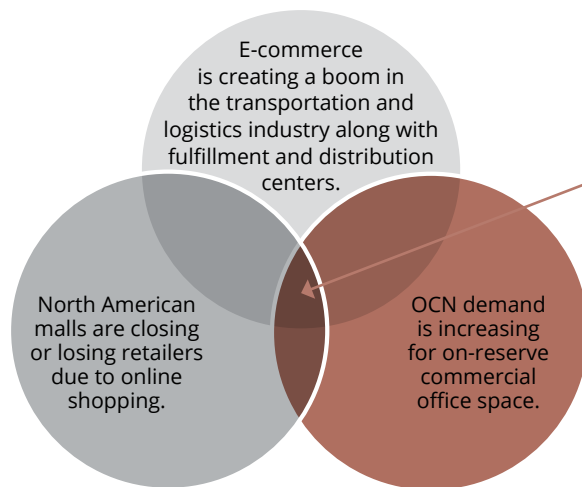 E-commerce
is creating a boom in
the transportation and
logistics industry along with
fulfillment and distribution
centers.
North American
malls are closing
or losing retailers
due to online
shopping.
OCN demand
is increasing
for on-reserve
commercial
office space.